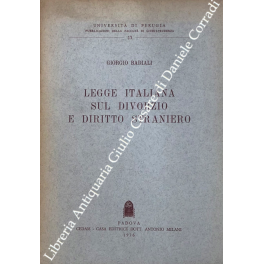 UNIVERSITÀ DI PERUGIA
PUBBLICAZIONI DELLA FACOLTÀ DI GIURISPRUDENZA
GIORGIO BADIALI
LEGGE ITALIANA
SUL DIVORZIO
E DIRITTO STRANIERO
PADOVA
CEDAM - CASA EDITRICE DOTT. ANTONIO MILANI
Libreria Antiquaria Giulio Cesare di Daniele Corradi